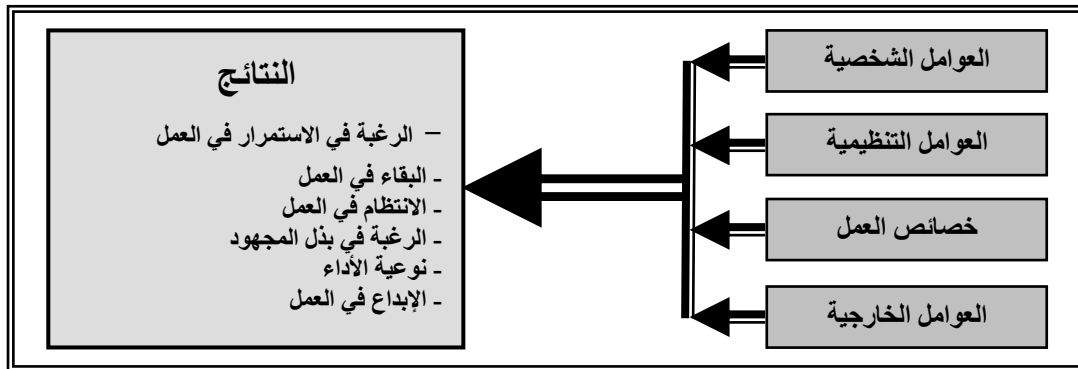 العوامل الشخصية
العوامل التنظيمية
خصائص العمل
العوامل الخارجية
النتائج
– الرغبة في الاستمرار في العمل
- البقاء في العمل
- الانتظام في العمل
- الرغبة في بذل المجهود
- نوعية الأداء
- الإبداع في العمل